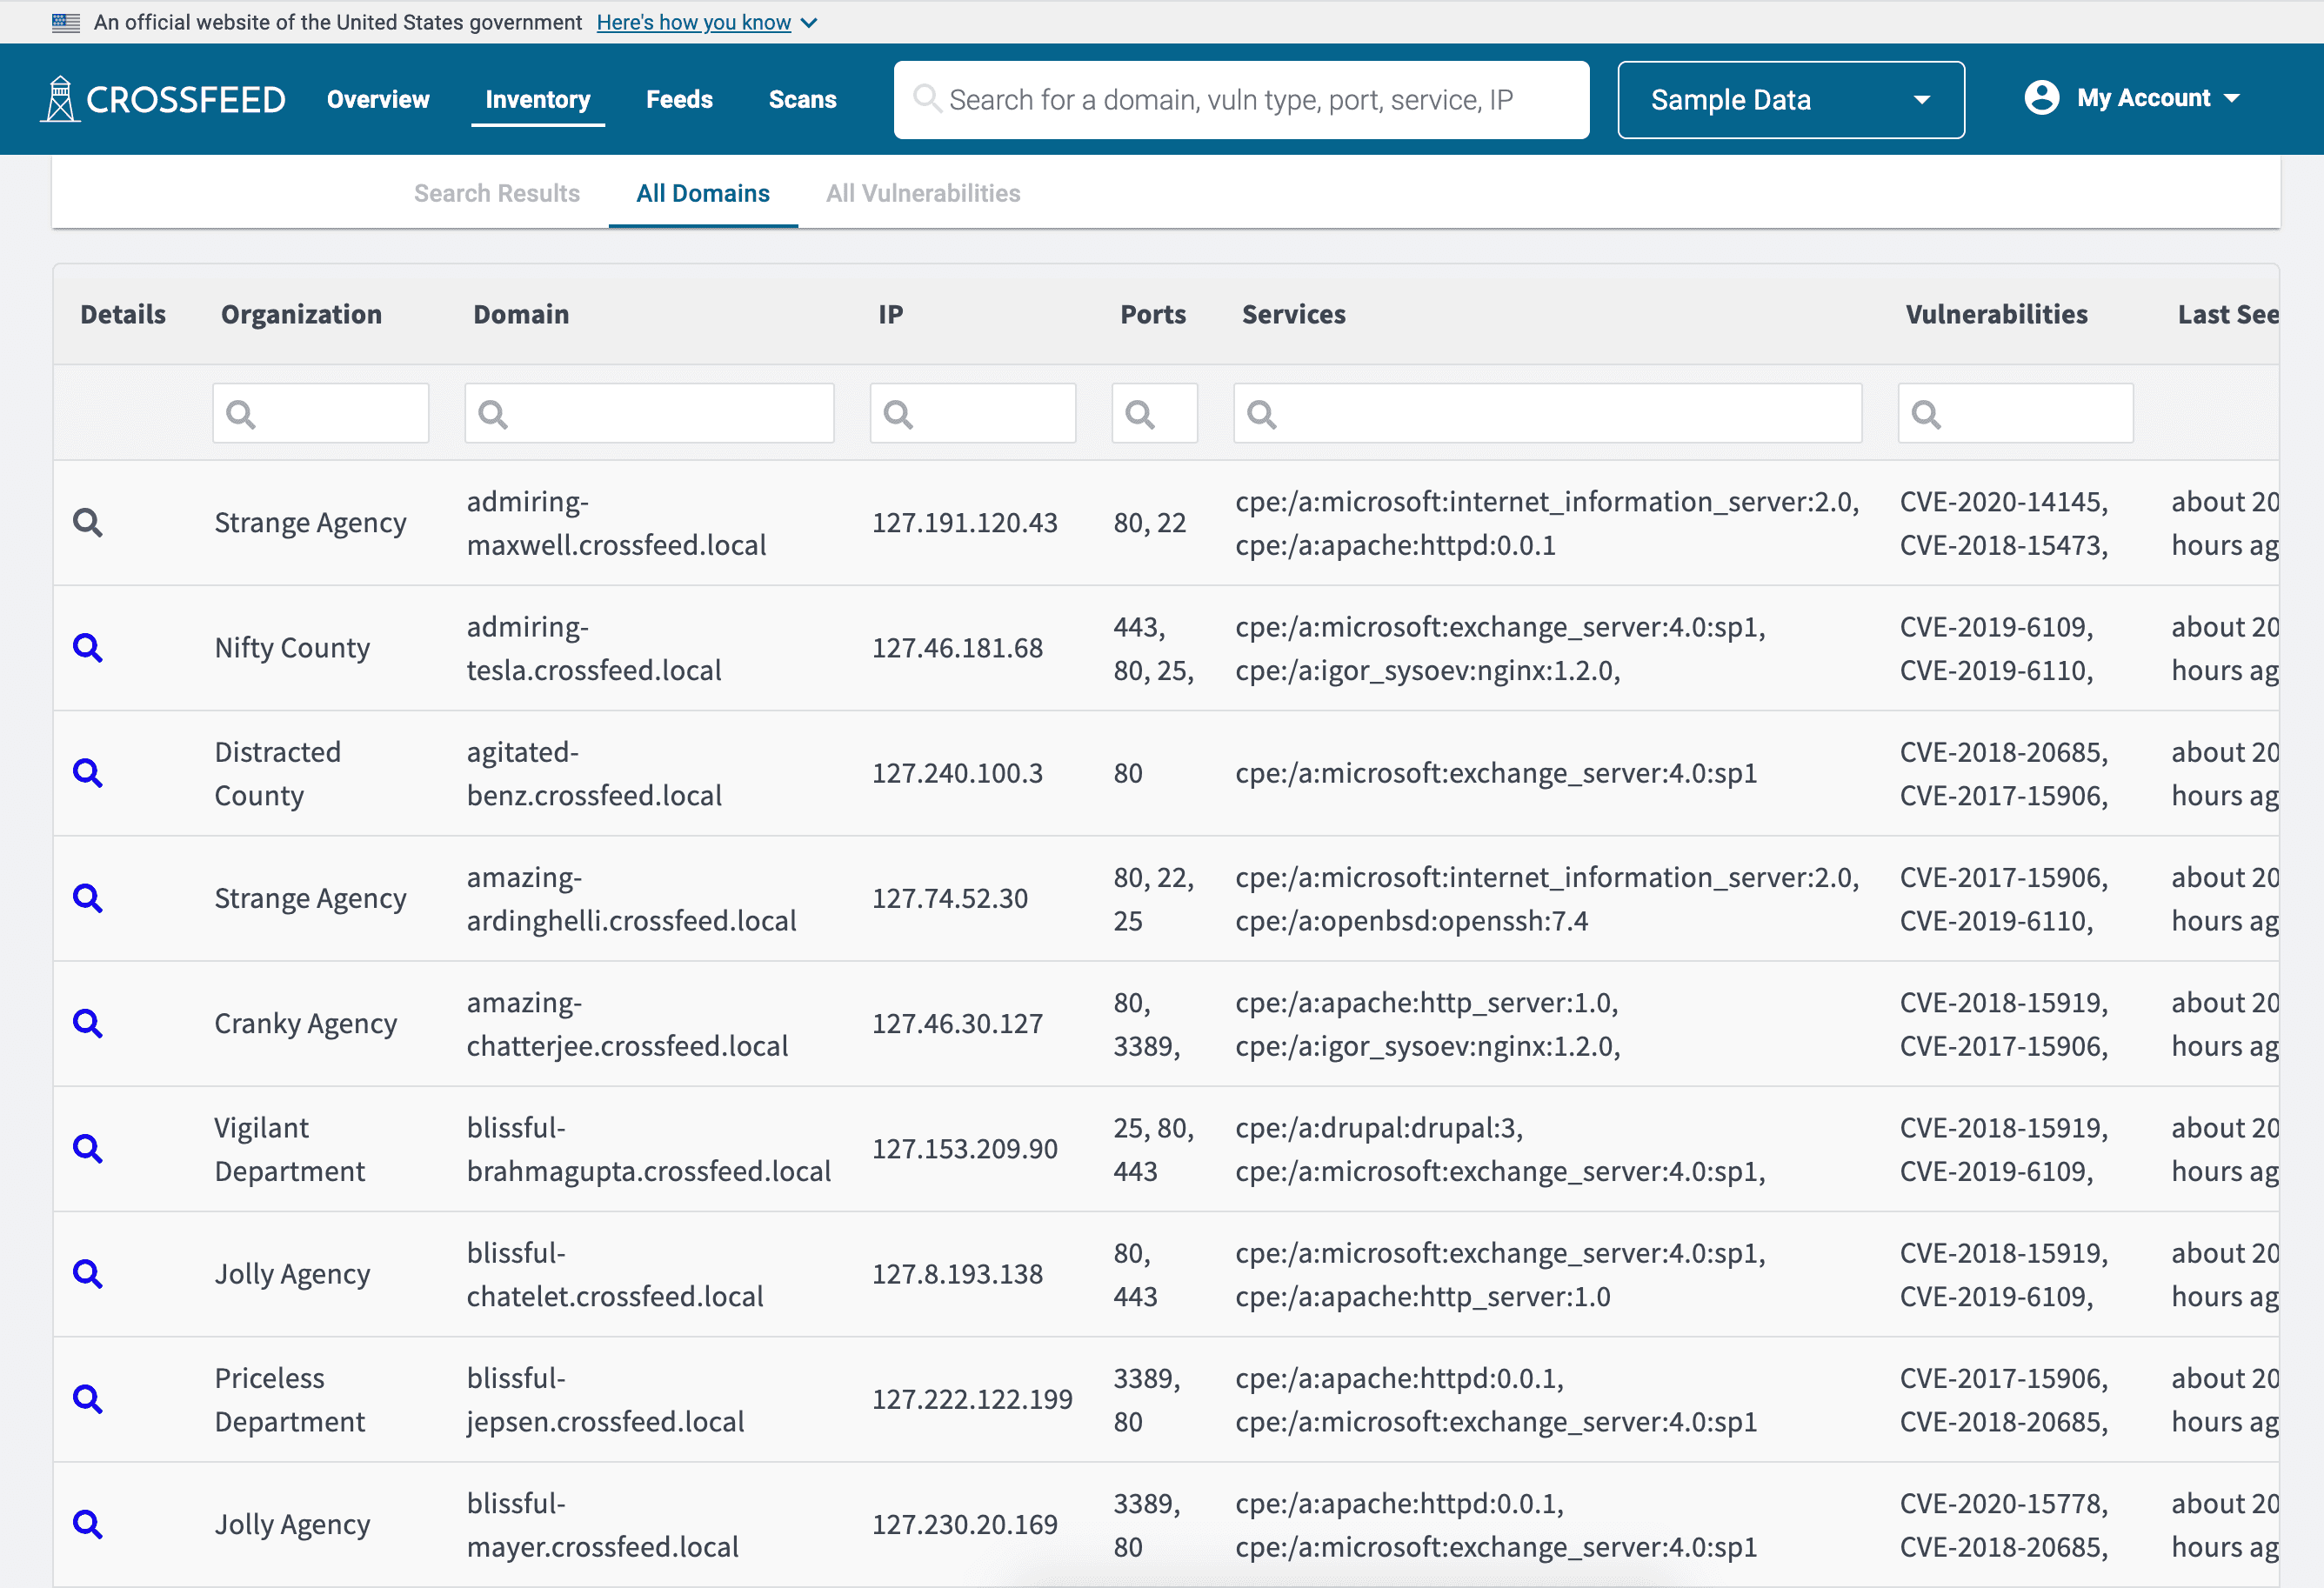 An official website of the United States government Here's how you know
CROSSFEED Overview Inventory Feeds Scans Search for a domain, vuln type, port, service, IP Sample Data My Account
Search Results All Domains All Vulnerabilities
Details Organization Domain IP Ports Services Vulnerabilities Last See
Strange Agency admiring- 127.191.120.43 80, 22 cpe:/a:microsoft:internet_information_server:2.0, CVE-2020-14145, about 20
maxwell.crossfeed.local cpe:/a:apache:httpd:0.0.1 CVE-2018-15473, hours ag
Nifty County admiring- 127.46.181.68 443, cpe:/a:microsoft:exchange_server:4.0:sp1, CVE-2019-6109, about 20
tesla.crossfeed.local 80, 25, cpe:/a:igor_sysoev:nginx:1.2.0, CVE-2019-6110, hours ag
Distracted agitated- 127.240.100.3 80 cpe:/a:microsoft:exchange_server:4.0:sp1 CVE-2018-20685, about 20
County benz.crossfeed.local CVE-2017-15906, hours ag
Strange Agency amazing- 127.74.52.30 80, 22, cpe:/a:microsoft:internet_information_server:2.0, CVE-2017-15906, about 20
ardinghelli.crossfeed.local 25 cpe:/a:openbsd:openssh:7.4 CVE-2019-6110, hours ag
Cranky Agency amazing- 127.46.30.127 80, cpe:/a:apache:http_server:1.0, CVE-2018-15919, about 20
chatterjee.crossfeed.local 3389, cpe:/a:igor_sysoev:nginx:1.2.0, CVE-2017-15906, hours ag
Vigilant blissful- 127.153.209.90 25, 80, cpe:/a:drupal:drupal:3, CVE-2018-15919, about 20
Department brahmagupta.crossfeed.local 443 cpe:/a:microsoft:exchange_server:4.0:sp1, CVE-2019-6109, hours ag
Jolly Agency blissful- 127.8.193.138 80, cpe:/a:microsoft:exchange_server:4.0:sp1, CVE-2018-15919, about 20
chatelet.crossfeed.local 443 cpe:/a:apache:http_server:1.0 CVE-2019-6109, hours ag
Priceless blissful- 127.222.122.199 3389, cpe:/a:apache:httpd:0.0.1, CVE-2017-15906, about 20
Department jepsen.crossfeed.local 80 cpe:/a:microsoft:exchange_server:4.0:sp1 CVE-2018-20685, hours ag
Jolly Agency blissful- 127.230.20.169 3389, cpe:/a:apache:httpd:0.0.1, CVE-2020-15778, about 20
mayer.crossfeed.local 80 cpe:/a:microsoft:exchange_server:4.0:sp1 CVE-2018-20685, hours ag